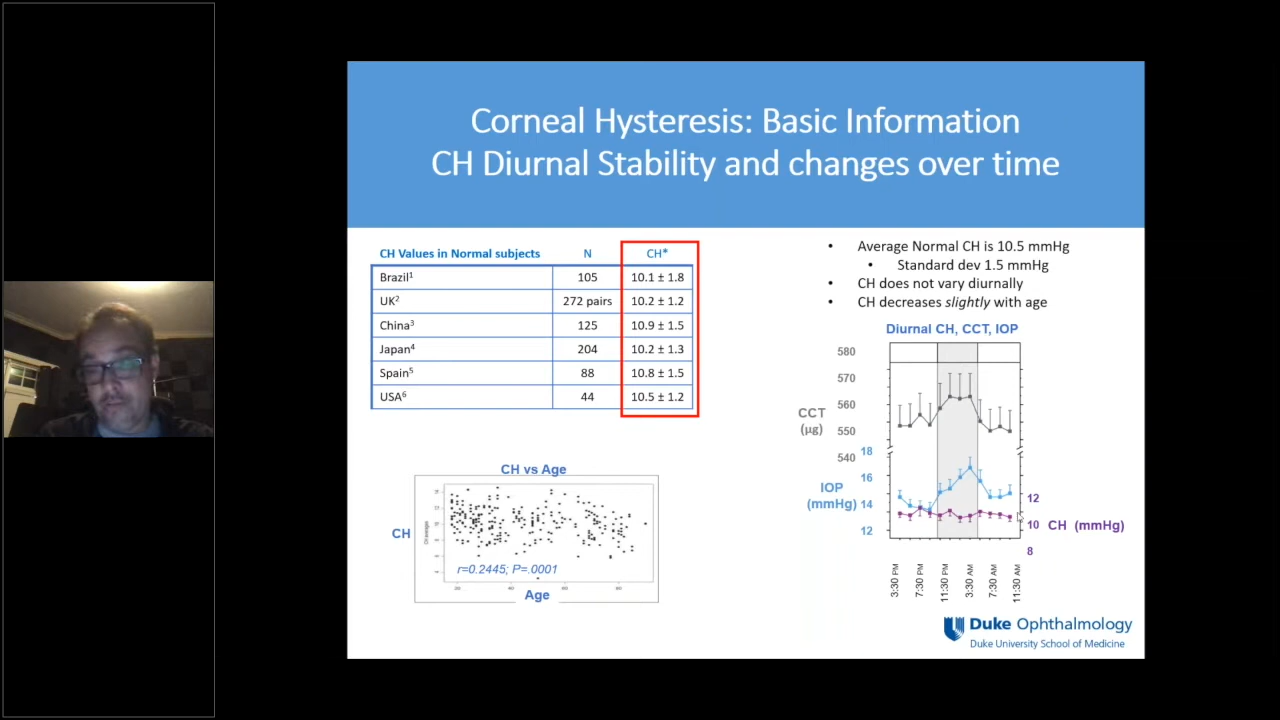 Corneal Hysteresis: Basic Information
CH Diurnal Stability and changes over time
CH Values in Normal subjects N CH*
Brazil1 105 10.1 ± 1.8
UK2 272 pairs 10.2 ± 1.2
China3 125 10.9 ± 1.5
Japan4 204 10.2 ± 1.3
Spain5 88 10.8 ± 1.5
USA6 44 10.5 ± 1.2
CH vs Age
CH
r=0.2445; P=.0001
20 40 60 80
Age
• Average Normal CH is 10.5 mmHg
• Standard dev 1.5 mmHg
• CH does not vary diurnally
• CH decreases slightly with age
Diurnal CH, CCT, IOP
580
570
560
CCT
(µg)
550
540
18
16
IOP
(mmHg)
14
12
12
10
CH (mmHg)
8
3:30 PM
7:30 PM
11:30 PM
3:30 AM
7:30 AM
11:30 AM
Duke Ophthalmology
Duke University School of Medicine